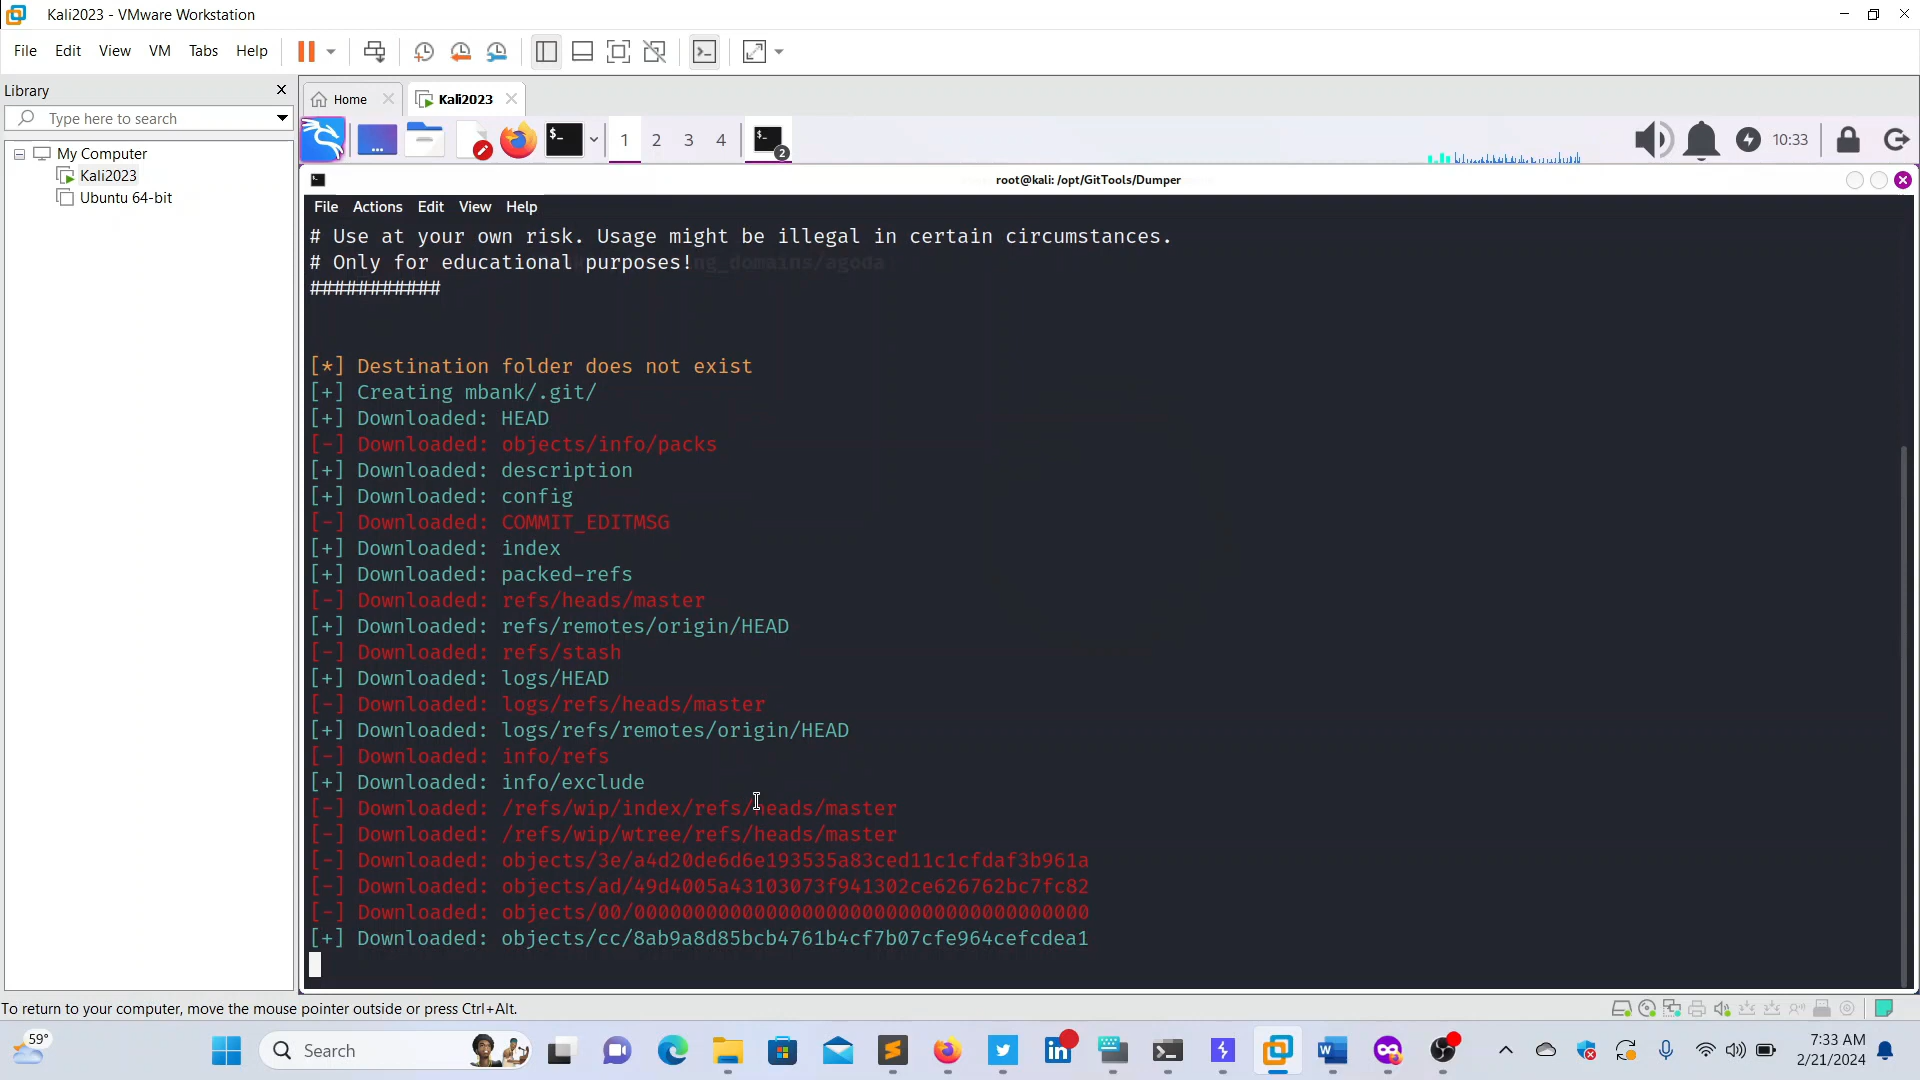 Kali2023 - VMware Workstation
File Edit View VM Tabs Help
Library
Type here to search
My Computer
Kali2023
Ubuntu 64-bit
Home Kali2023
1 2 3 4 2 10:33
root@kali: /opt/GitTools/Dumper
File Actions Edit View Help
# Use at your own risk. Usage might be illegal in certain circumstances.
# Only for educational purposes!
###########
[*] Destination folder does not exist
[+] Creating mbank/.git/
[+] Downloaded: HEAD
[-] Downloaded: objects/info/packs
[+] Downloaded: description
[+] Downloaded: config
[-] Downloaded: COMMIT_EDITMSG
[+] Downloaded: index
[+] Downloaded: packed-refs
[-] Downloaded: refs/heads/master
[+] Downloaded: refs/remotes/origin/HEAD
[-] Downloaded: refs/stash
[+] Downloaded: logs/HEAD
[-] Downloaded: logs/refs/heads/master
[+] Downloaded: logs/refs/remotes/origin/HEAD
[-] Downloaded: info/refs
[+] Downloaded: info/exclude
[-] Downloaded: /refs/wip/index/refs/heads/master
[-] Downloaded: /refs/wip/wtree/refs/heads/master
[-] Downloaded: objects/3e/a4d20de6d6e193535a83ced11c1cfdaf3b961a
[-] Downloaded: objects/ad/49d4005a43103073f941302ce626762bc7fc82
[-] Downloaded: objects/00/00000000000000000000000000000000000000
[+] Downloaded: objects/cc/8ab9a8d85bcb4761b4cf7b07cfe964cefcdea1
To return to your computer, move the mouse pointer outside or press Ctrl+Alt.
59°
Search
7:33 AM
2/21/2024